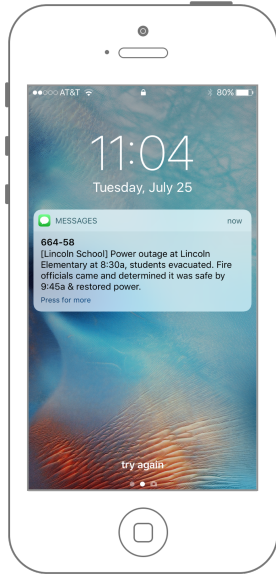 AT&T 80%
11:04
Tuesday, July 25
MESSAGES now
664-58
[Lincoln School] Power outage at Lincoln
Elementary at 8:30a, students evacuated. Fire
officials came and determined it was safe by
9:45a & restored power.
Press for more
try again